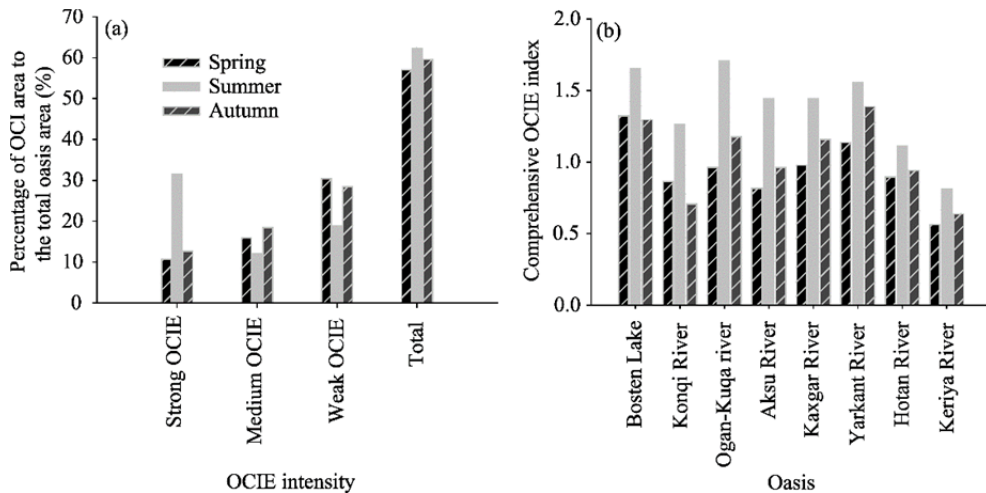 (a)
Percentage of OCI area to
the total oasis area (%)
70
60
50
40
30
20
10
0
Spring
Summer
Autumn
Strong OCIE
Medium OCIE
Weak OCIE
Total
OCIE intensity
(b)
Comprehensive OCIE index
2.0
1.5
1.0
0.5
0.0
Bosten Lake
Konqi River
Ogan-Kuqa river
Aksu River
Kaxgar River
Yarkant River
Hotan River
Keriya River
Oasis